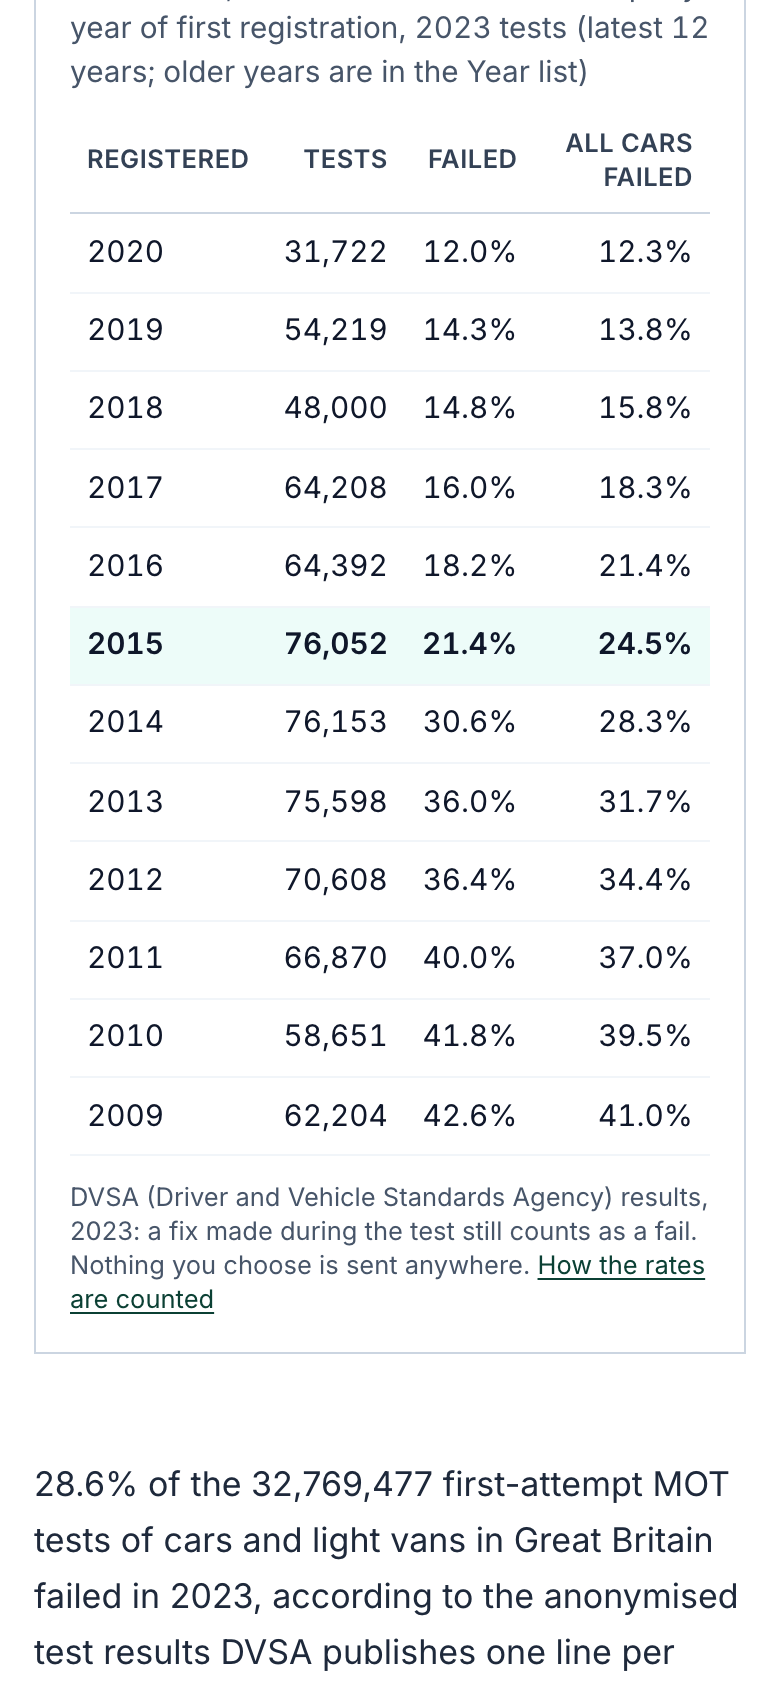 year of first registration, 2023 tests (latest 12
years; older years are in the Year list)
REGISTERED TESTS FAILED ALL CARS FAILED
2020 31,722 12.0% 12.3%
2019 54,219 14.3% 13.8%
2018 48,000 14.8% 15.8%
2017 64,208 16.0% 18.3%
2016 64,392 18.2% 21.4%
2015 76,052 21.4% 24.5%
2014 76,153 30.6% 28.3%
2013 75,598 36.0% 31.7%
2012 70,608 36.4% 34.4%
2011 66,870 40.0% 37.0%
2010 58,651 41.8% 39.5%
2009 62,204 42.6% 41.0%
DVSA (Driver and Vehicle Standards Agency) results,
2023: a fix made during the test still counts as a fail.
Nothing you choose is sent anywhere. How the rates
are counted
28.6% of the 32,769,477 first-attempt MOT
tests of cars and light vans in Great Britain
failed in 2023, according to the anonymised
test results DVSA publishes one line per